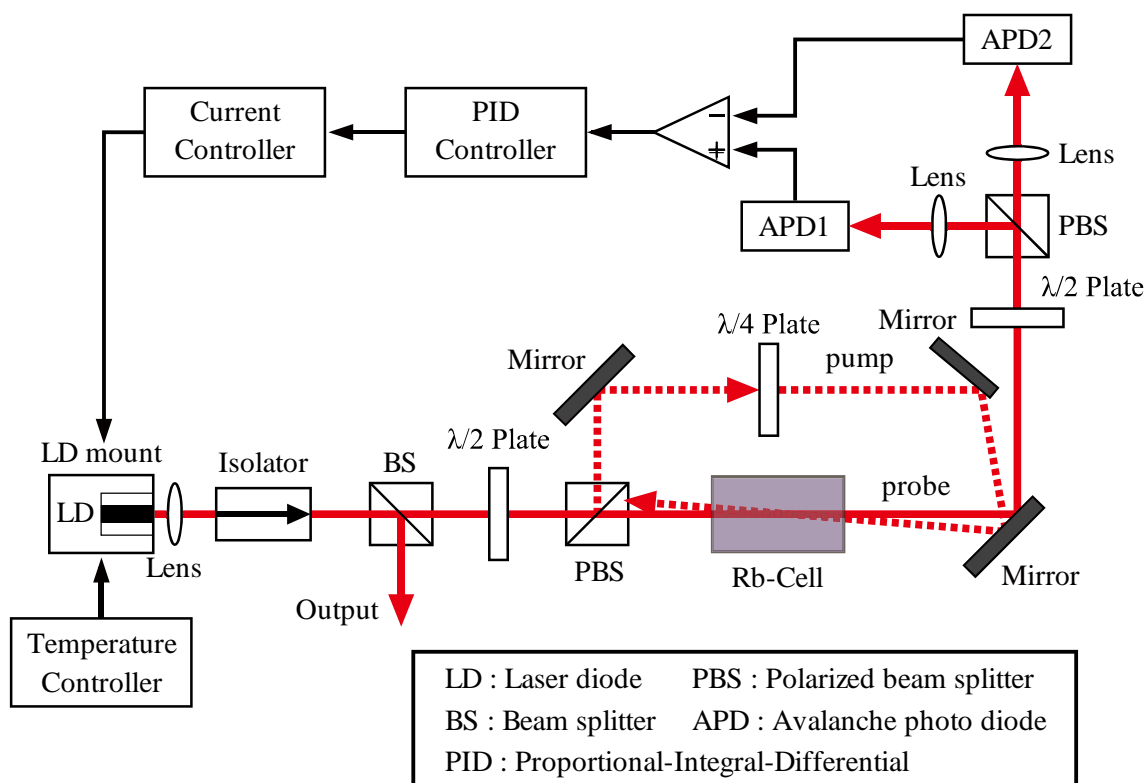 APD2
Current
Controller
PID
Controller
−
+
Lens
Lens
APD1
PBS
λ/2 Plate
λ/4 Plate
Mirror
Mirror
pump
λ/2 Plate
LD mount
Isolator
BS
probe
LD
Lens
PBS
Rb-Cell
Mirror
Output
Temperature
Controller
LD : Laser diode PBS : Polarized beam splitter
BS : Beam splitter APD : Avalanche photo diode
PID : Proportional-Integral-Differential